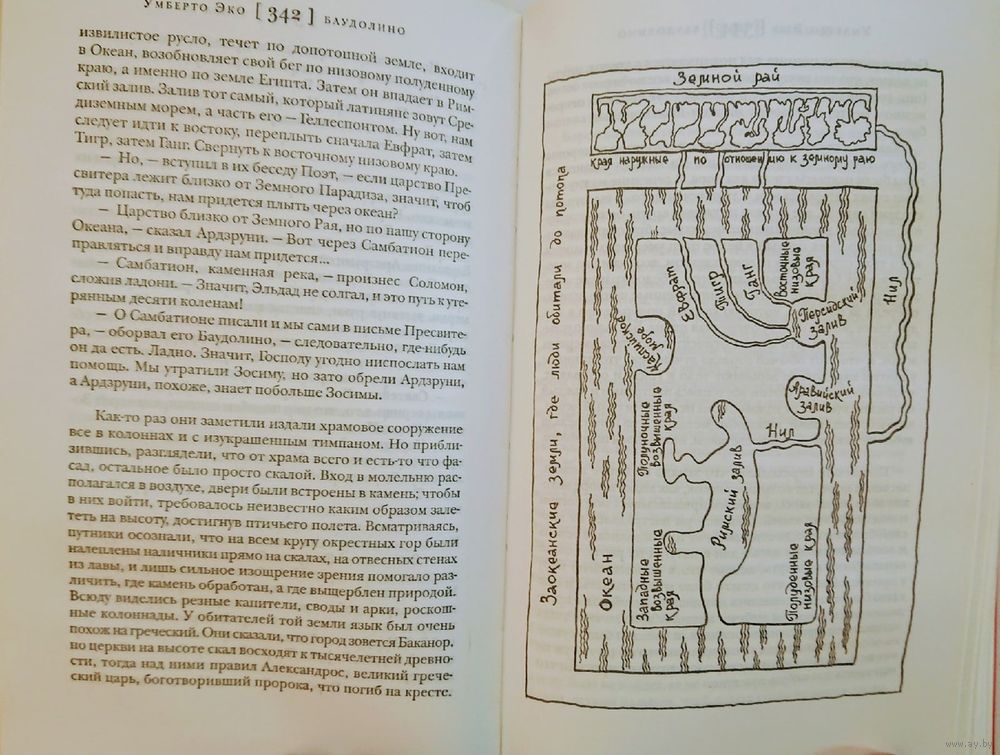 Умберто Эко [ 342 ] Баудолино
извилистое русло, течет по допотопной земле, входит
в Океан, возобновляет свой бег по низовому полуденному
краю, а именно по земле Египта. Затем он впадает в Рим-
ский залив. Залив тот самый, который латиняне зовут Сре-
диземным морем, а часть его — Геллеспонтом. Ну вот, нам
следует идти к востоку, переплыть сначала Евфрат, затем
Тигр, затем Ганг. Свернуть к восточному низовому краю.
— Но, — вступил в их беседу Поэт, — если царство Пре-
свитера лежит близко от Земного Парадиза, значит, чтоб
туда попасть, нам придется плыть через океан?
— Царство близко от Земного Рая, но по нашу сторону
Океана, — сказал Ардзруни. — Вот через Самбатион пере-
правляться и вправду нам придется...
— Самбатион, каменная река, — произнес Соломон,
сложив ладони. — Значит, Эльдад не солгал, и это путь к уте-
рянным десяти коленам!
— О Самбатионе писали и мы сами в письме Пресвите-
ра, — оборвал его Баудолино, — следовательно, где-нибудь
он да есть. Ладно. Значит, Господу угодно ниспослать нам
помощь. Мы утратили Зосиму, но зато обрели Ардзруни,
а Ардзруни, похоже, знает побольше Зосимы.
Как-то раз они заметили издали храмовое сооружение
все в колоннах и с изукрашенным тимпаном. Но прибли-
зившись, разглядели, что от храма всего и есть-то что фа-
сад, остальное было просто скалой. Вход в молельню рас-
полагался в воздухе, двери были встроены в камень; чтобы
в них войти, требовалось неизвестно каким образом зале-
теть на высоту, достигнув птичьего полета. Всматриваясь,
путники осознали, что на всем кругу окрестных гор были
налеплены наличники прямо на скалах, на отвесных стенах
из лавы, и лишь сильное изощрение зрения помогало раз-
личить, где камень обработан, а где выщерблен природой.
Всюду виделись резные капители, своды и арки, роскош-
ные колоннады. У обитателей той земли язык был очень
похож на греческий. Они сказали, что город зовется Баканор,
но церкви на высоте скал восходят к тысячелетней древно-
сти, тогда над ними правил Александрос, великий грече-
ский царь, боготворивший пророка, что погиб на кресте.
Земной рай
края наружные по отношению к земному раю
Заокеанские земли, где люди обитали до потопа
Океан
Евфрат
Тигр
Ганг
Восточные
низовые
края
Персидский
залив
Нил
Каспийское
море
Аравийский
залив
Полуночные
возвышенные
края
Нил
Римский залив
Западные
возвышенные
края
Полуденные
низовые края
www.ay.by